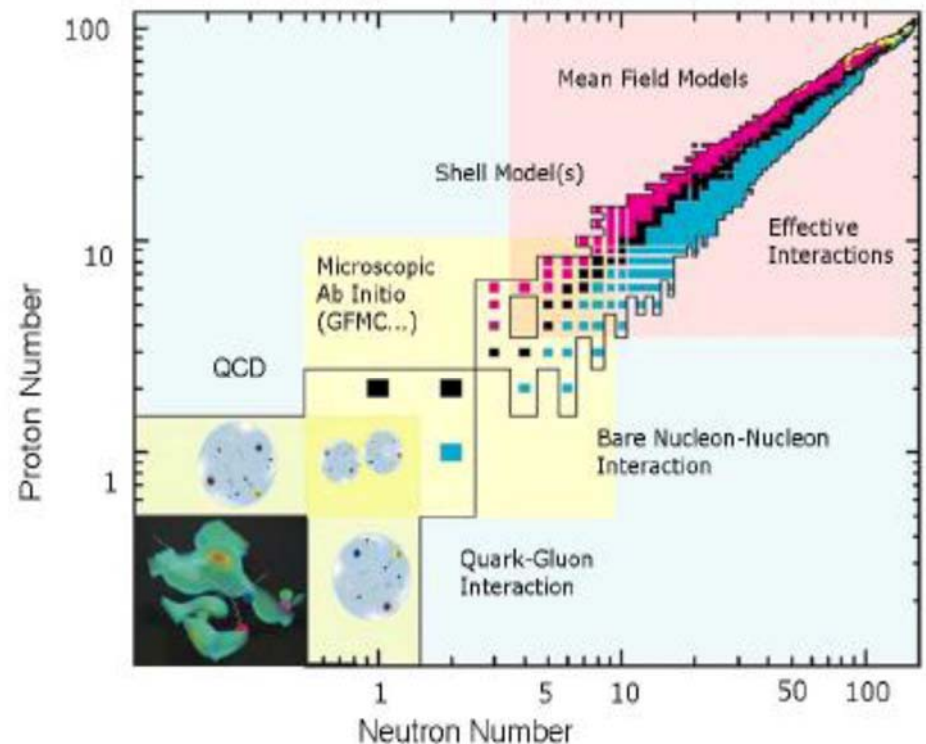 100
Mean Field Models
Shell Model(s)
Effective
Interactions
10
Microscopic
Ab Initio
(GFMC...)
QCD
Bare Nucleon-Nucleon
Interaction
1
Quark-Gluon
Interaction
Proton Number
1
5
10
50
100
Neutron Number